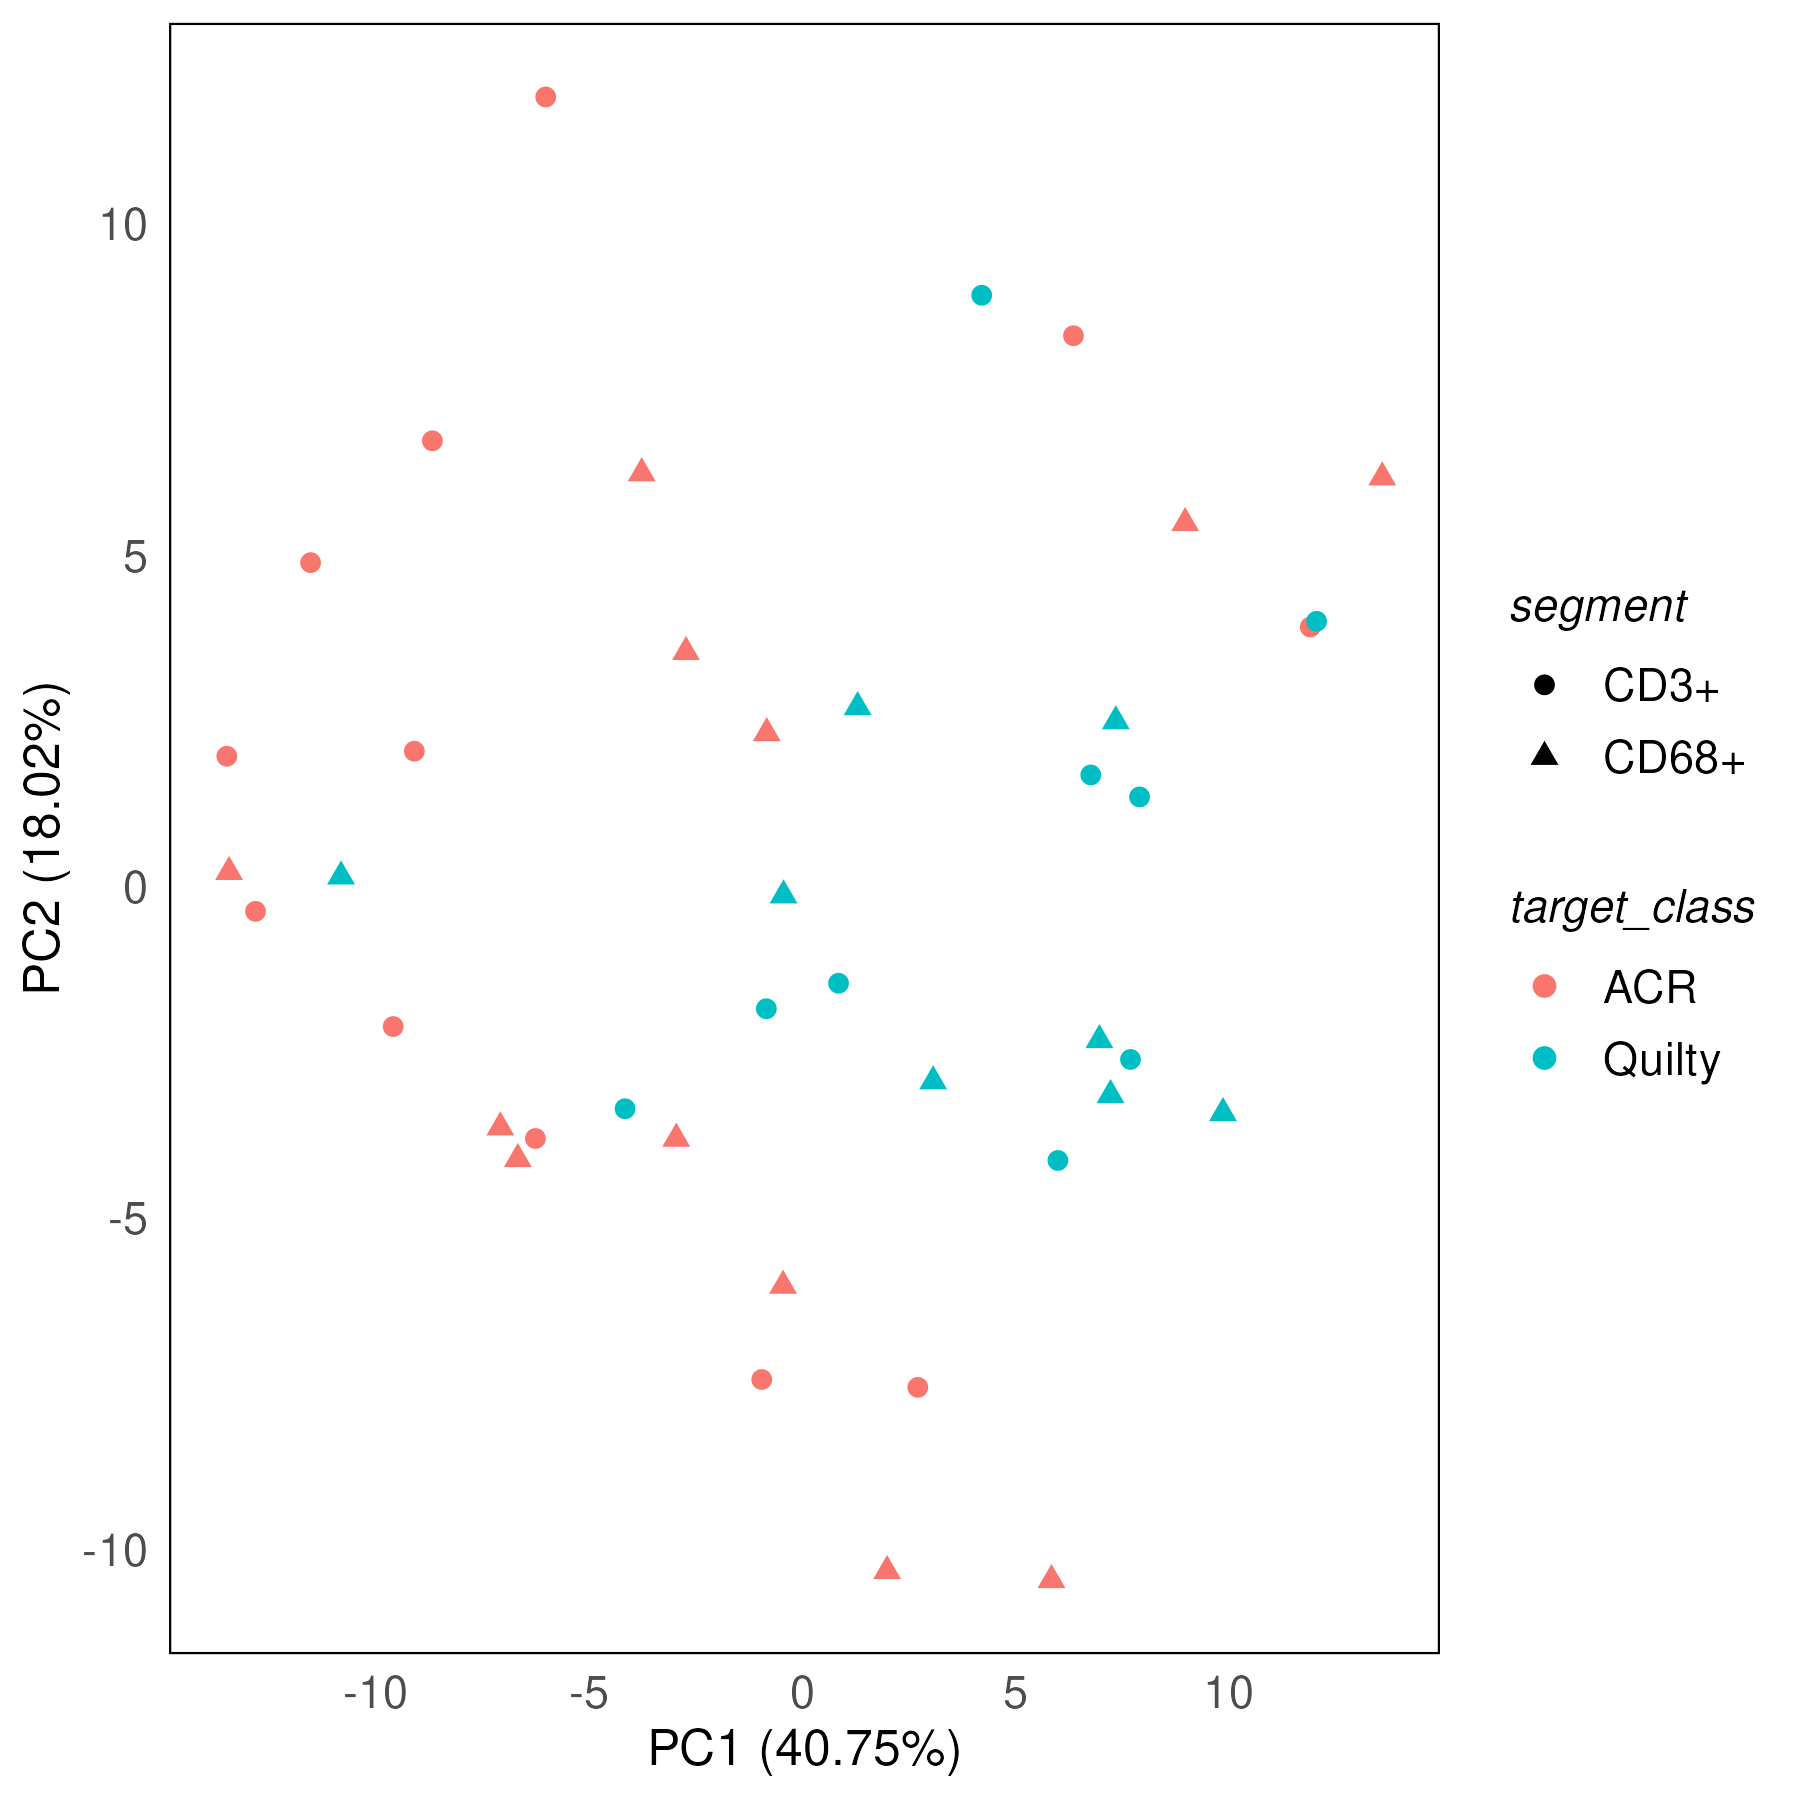 PC2 (18.02%)
10
5
0
-5
-10
-10
-5
0
5
10
PC1 (40.75%)
segment
CD3+
CD68+
target_class
ACR
Quilty